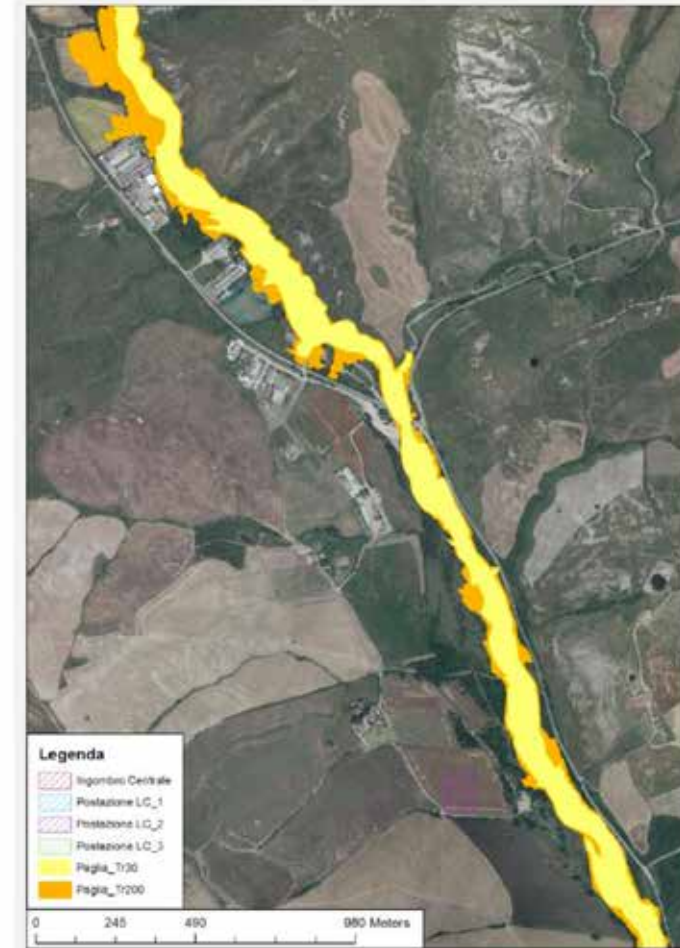 Legenda
Ingombro Centrale
Postazione LC_1
Postazione LC_2
Postazione LC_3
Paglia_Tr30
Paglia_Tr200
0 245 490 980 Meters